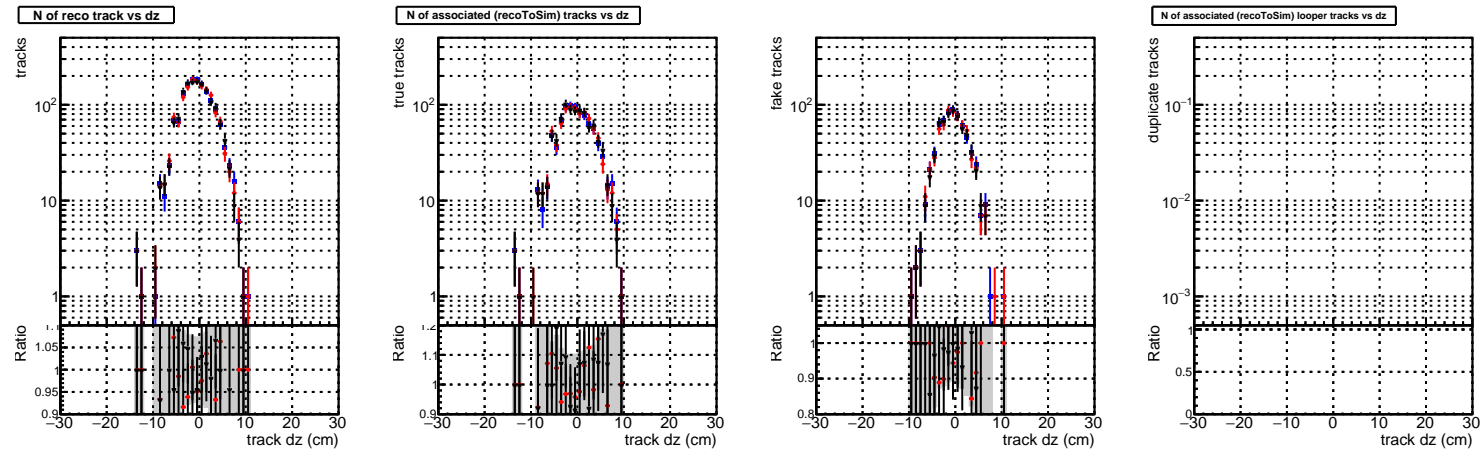 N of reco track vs dz
tracks
10²
10
1
Ratio
1.1
1.05
1
0.95
0.9
−30 −20 −10 0 10 20 30
track dz (cm)
N of associated (recoToSim) tracks vs dz
true tracks
10²
10
1
Ratio
1.2
1.1
1
0.9
−30 −20 −10 0 10 20 30
track dz (cm)
fake tracks
10²
10
1
Ratio
1
0.9
0.8
−30 −20 −10 0 10 20 30
track dz (cm)
N of associated (recoToSim) looper tracks vs dz
duplicate tracks
10⁻¹
10⁻²
10⁻³
Ratio
1
0.5
0
−30 −20 −10 0 10 20 30
track dz (cm)